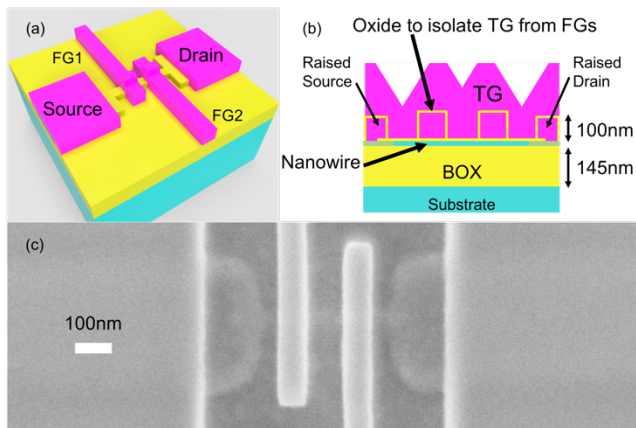 (a)
FG1
Drain
Source
FG2
(b)
Oxide to isolate TG from FGs
Raised
Source
Raised
Drain
TG
100nm
Nanowire
BOX
145nm
Substrate
(c)
100nm